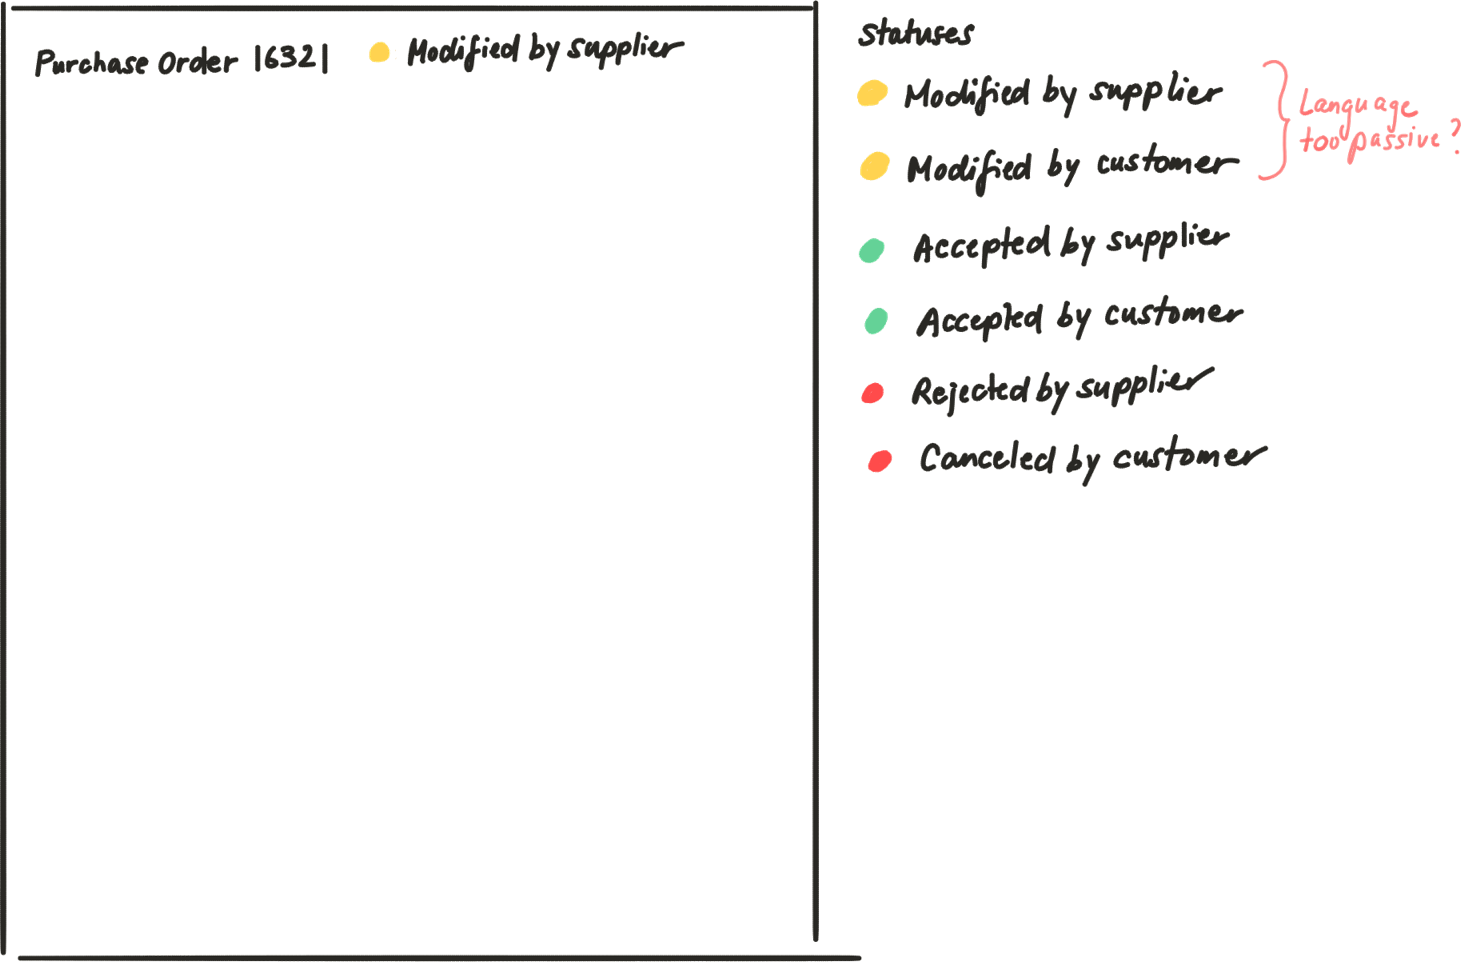 Purchase Order 16321 Modified by supplier
Statuses
Modified by supplier
Modified by customer
Language
too passive?
Accepted by supplier
Accepted by customer
Rejected by supplier
Canceled by customer